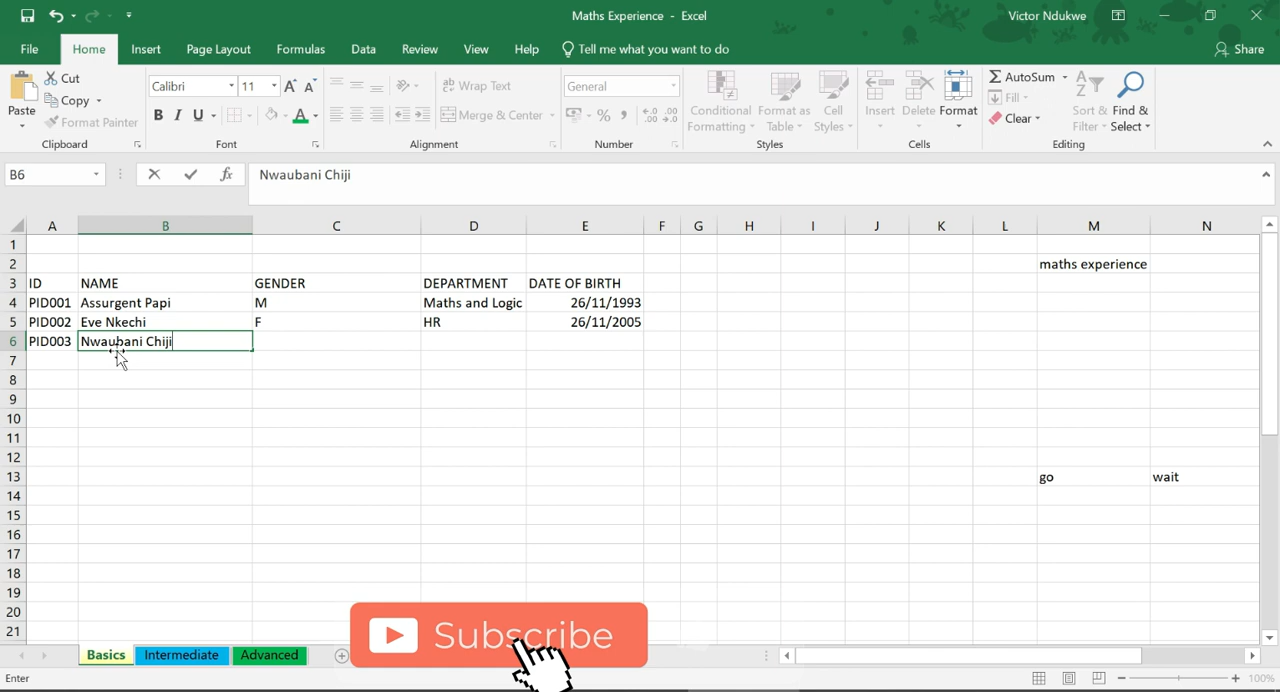 Maths Experience - Excel
Victor Ndukwe
File Home Insert Page Layout Formulas Data Review View Help Tell me what you want to do Share
Paste
Cut
Copy
Format Painter
Clipboard
Calibri 11
B I U
Font
Wrap Text
Merge & Center
Alignment
General
Number
Conditional Formatting
Format as Table
Cell Styles
Styles
Insert
Delete
Format
Cells
AutoSum
Fill
Clear
Sort & Filter
Find & Select
Editing
B6
fx
Nwaubani Chiji
A B C D E F G H I J K L M N
1
2 maths experience
3 ID NAME GENDER DEPARTMENT DATE OF BIRTH
4 PID001 Assurgent Papi M Maths and Logic 26/11/1993
5 PID002 Eve Nkechi F HR 26/11/2005
6 PID003 Nwaubani Chiji
7
8
9
10
11
12
13 go wait
14
15
16
17
18
19
20
21
Subscribe
Basics Intermediate Advanced
Enter
100%